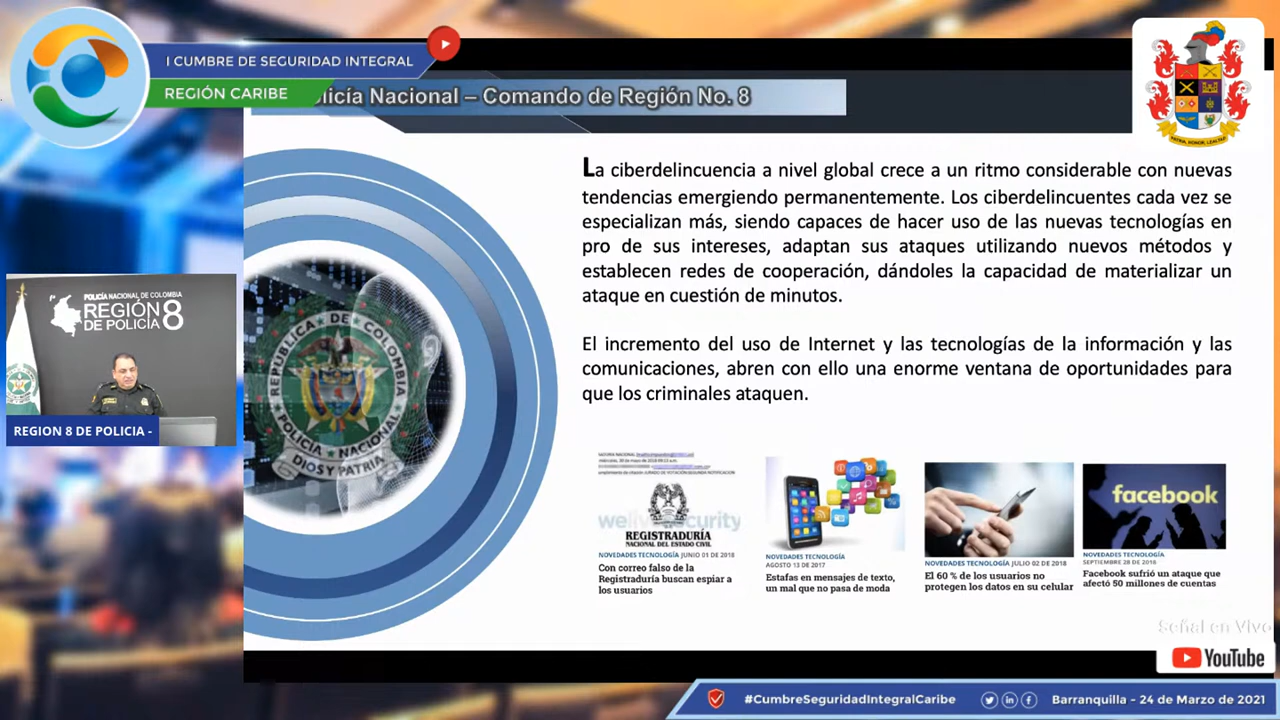 I CUMBRE DE SEGURIDAD INTEGRAL
REGIÓN CARIBE
licía Nacional – Comando de Región No. 8
PATRIA, HONOR, LEALTAD
La ciberdelincuencia a nivel global crece a un ritmo considerable con nuevas
tendencias emergiendo permanentemente. Los ciberdelincuentes cada vez se
especializan más, siendo capaces de hacer uso de las nuevas tecnologías en
pro de sus intereses, adaptan sus ataques utilizando nuevos métodos y
establecen redes de cooperación, dándoles la capacidad de materializar un
ataque en cuestión de minutos.
El incremento del uso de Internet y las tecnologías de la información y las
comunicaciones, abren con ello una enorme ventana de oportunidades para
que los criminales ataquen.
POLICÍA NACIONAL DE COLOMBIA
REGIÓN
DE POLICIA 8
REGION 8 DE POLICIA -
REPUBLICA DE COLOMBIA
POLICIA NACIONAL
DIOS
welivesecurity
REGISTRADURÍA
NACIONAL DEL ESTADO CIVIL
NOVEDADES TECNOLOGÍA JUNIO 01 DE 2018
Con correo falso de la
Registraduría buscan espiar a
los usuarios
NOVEDADES TECNOLOGÍA
AGOSTO 13 DE 2017
Estafas en mensajes de texto,
un mal que no pasa de moda
NOVEDADES TECNOLOGÍA JULIO 02 DE 2018
El 60 % de los usuarios no
protegen los datos en su celular
facebook
NOVEDADES TECNOLOGÍA
SEPTIEMBRE 28 DE 2018
Facebook sufrió un ataque que
afectó 50 millones de cuentas
Señal en Vivo
YouTube
#CumbreSeguridadIntegralCaribe
Barranquilla - 24 de Marzo de 2021